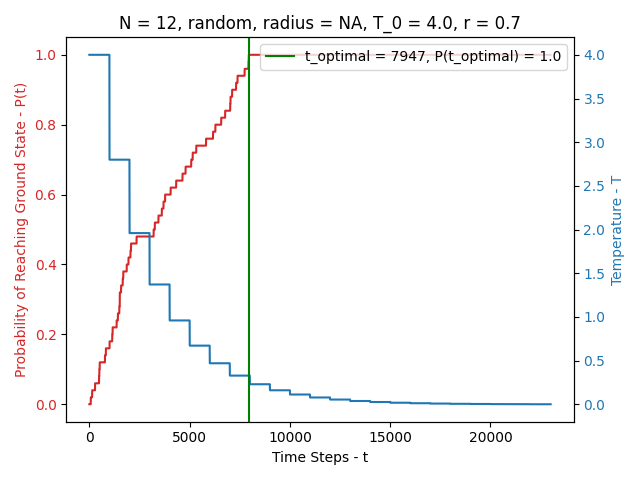 N = 12, random, radius = NA, T_0 = 4.0, r = 0.7
t_optimal = 7947, P(t_optimal) = 1.0
Probability of Reaching Ground State - P(t)
1.0
0.8
0.6
0.4
0.2
0.0
4.0
3.5
3.0
2.5
2.0
1.5
1.0
0.5
0.0
Temperature - T
0 5000 10000 15000 20000
Time Steps - t